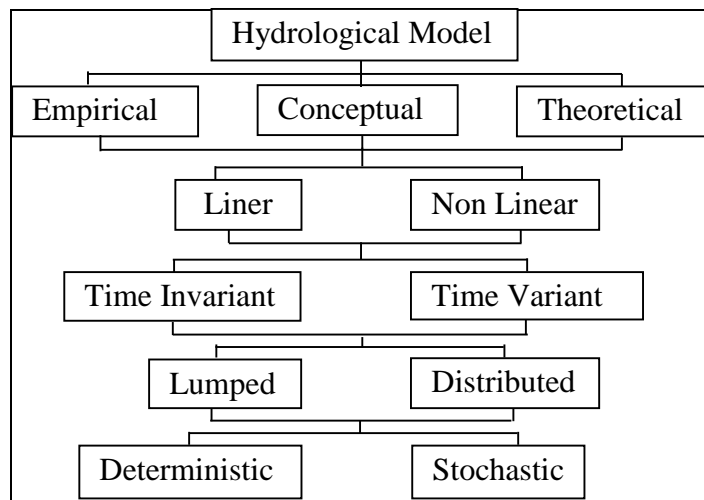 Hydrological Model
Empirical
Conceptual
Theoretical
Liner
Non Linear
Time Invariant
Time Variant
Lumped
Distributed
Deterministic
Stochastic